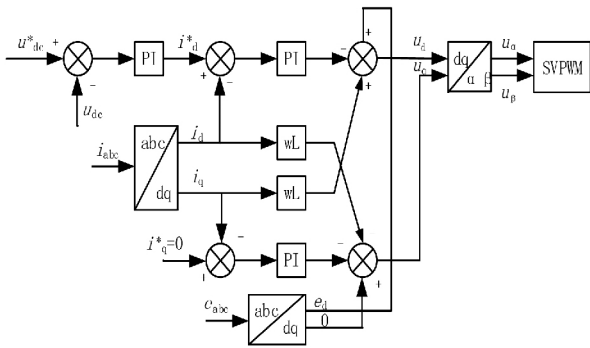 u*dc
PI
i*d
PI
ud
uq
dq
α β
uα
uβ
SVPWM
udc
iabc
abc
dq
id
wL
iq
wL
i*q=0
PI
eabc
abc
dq
ed
0